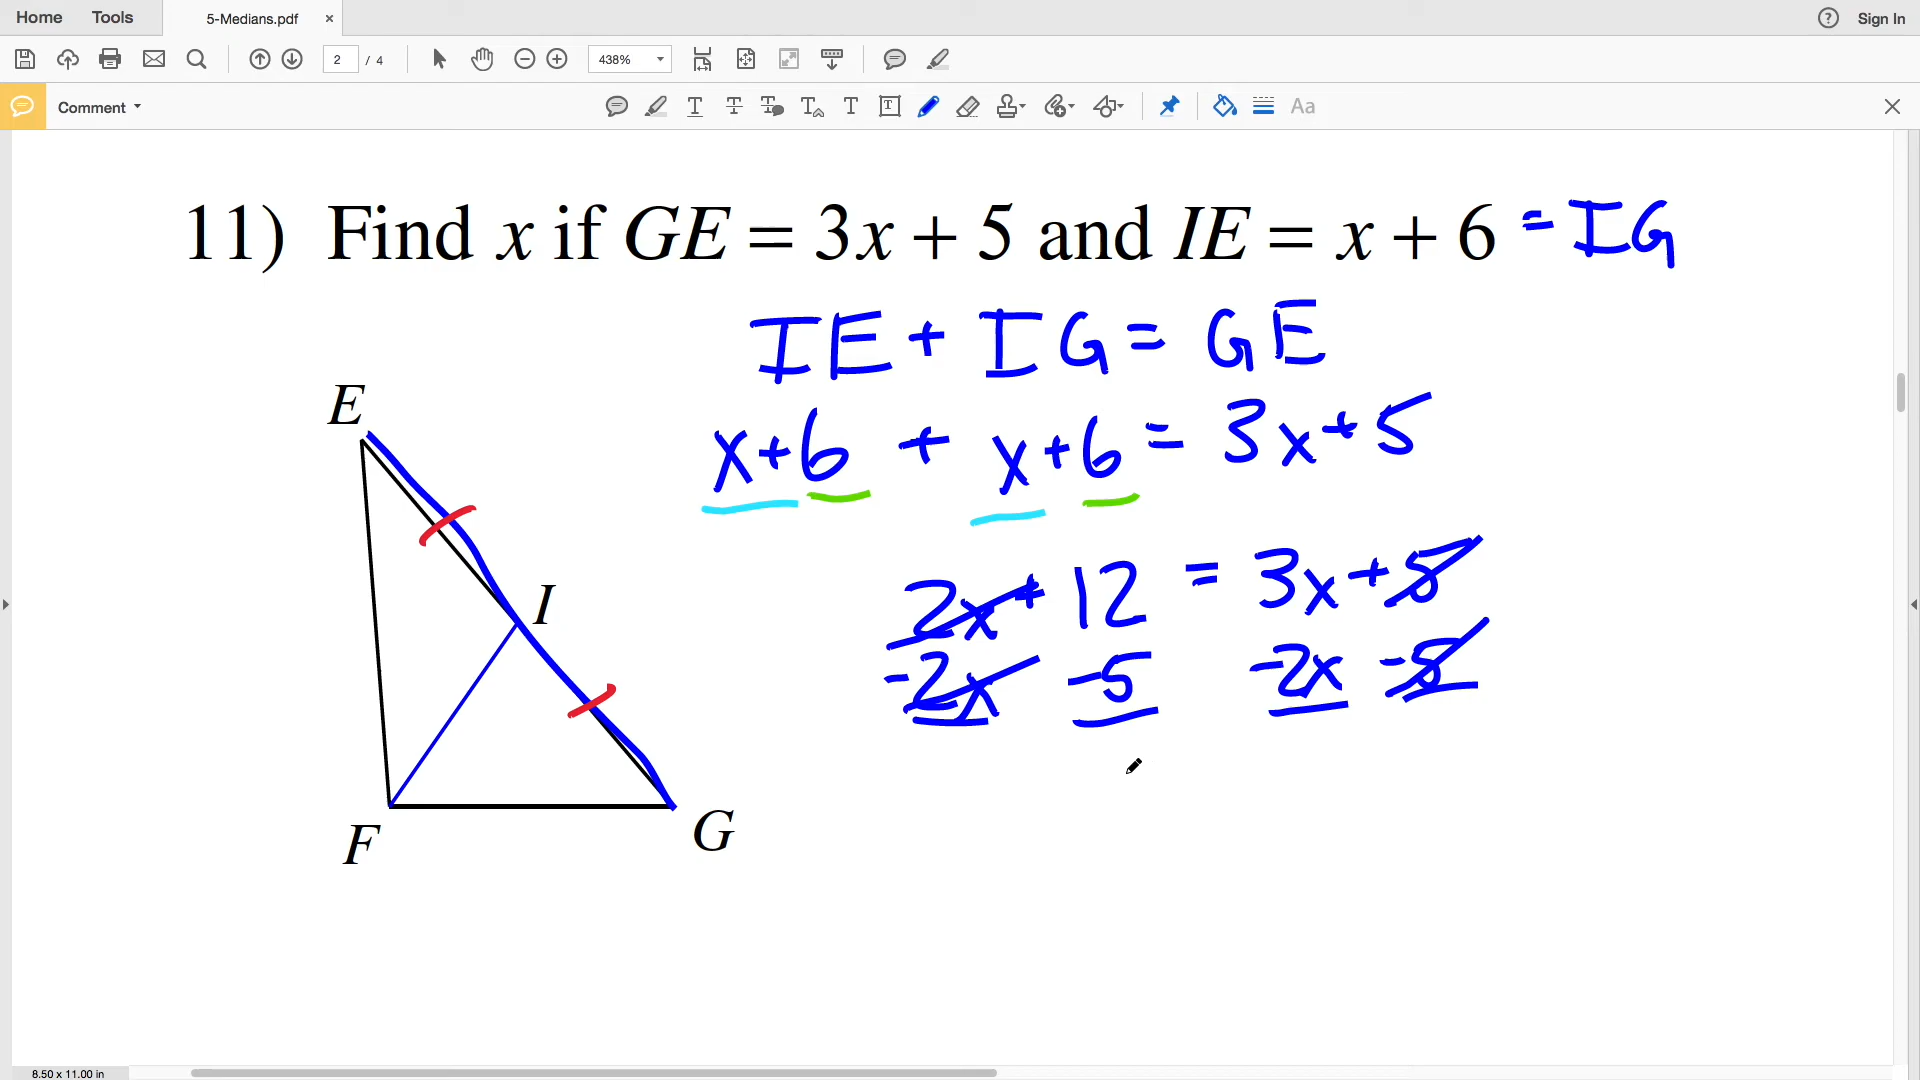 Home Tools 5-Medians.pdf × ? Sign In
2 / 4 438%
Comment T T T T T T Aa
11) Find x if GE = 3x + 5 and IE = x + 6 = IG
IE + IG = GE
x+6 + x+6 = 3x+5
2x+ 12 = 3x+5
-2x -5 -2x -5
E
I
F
G
8.50 x 11.00 in